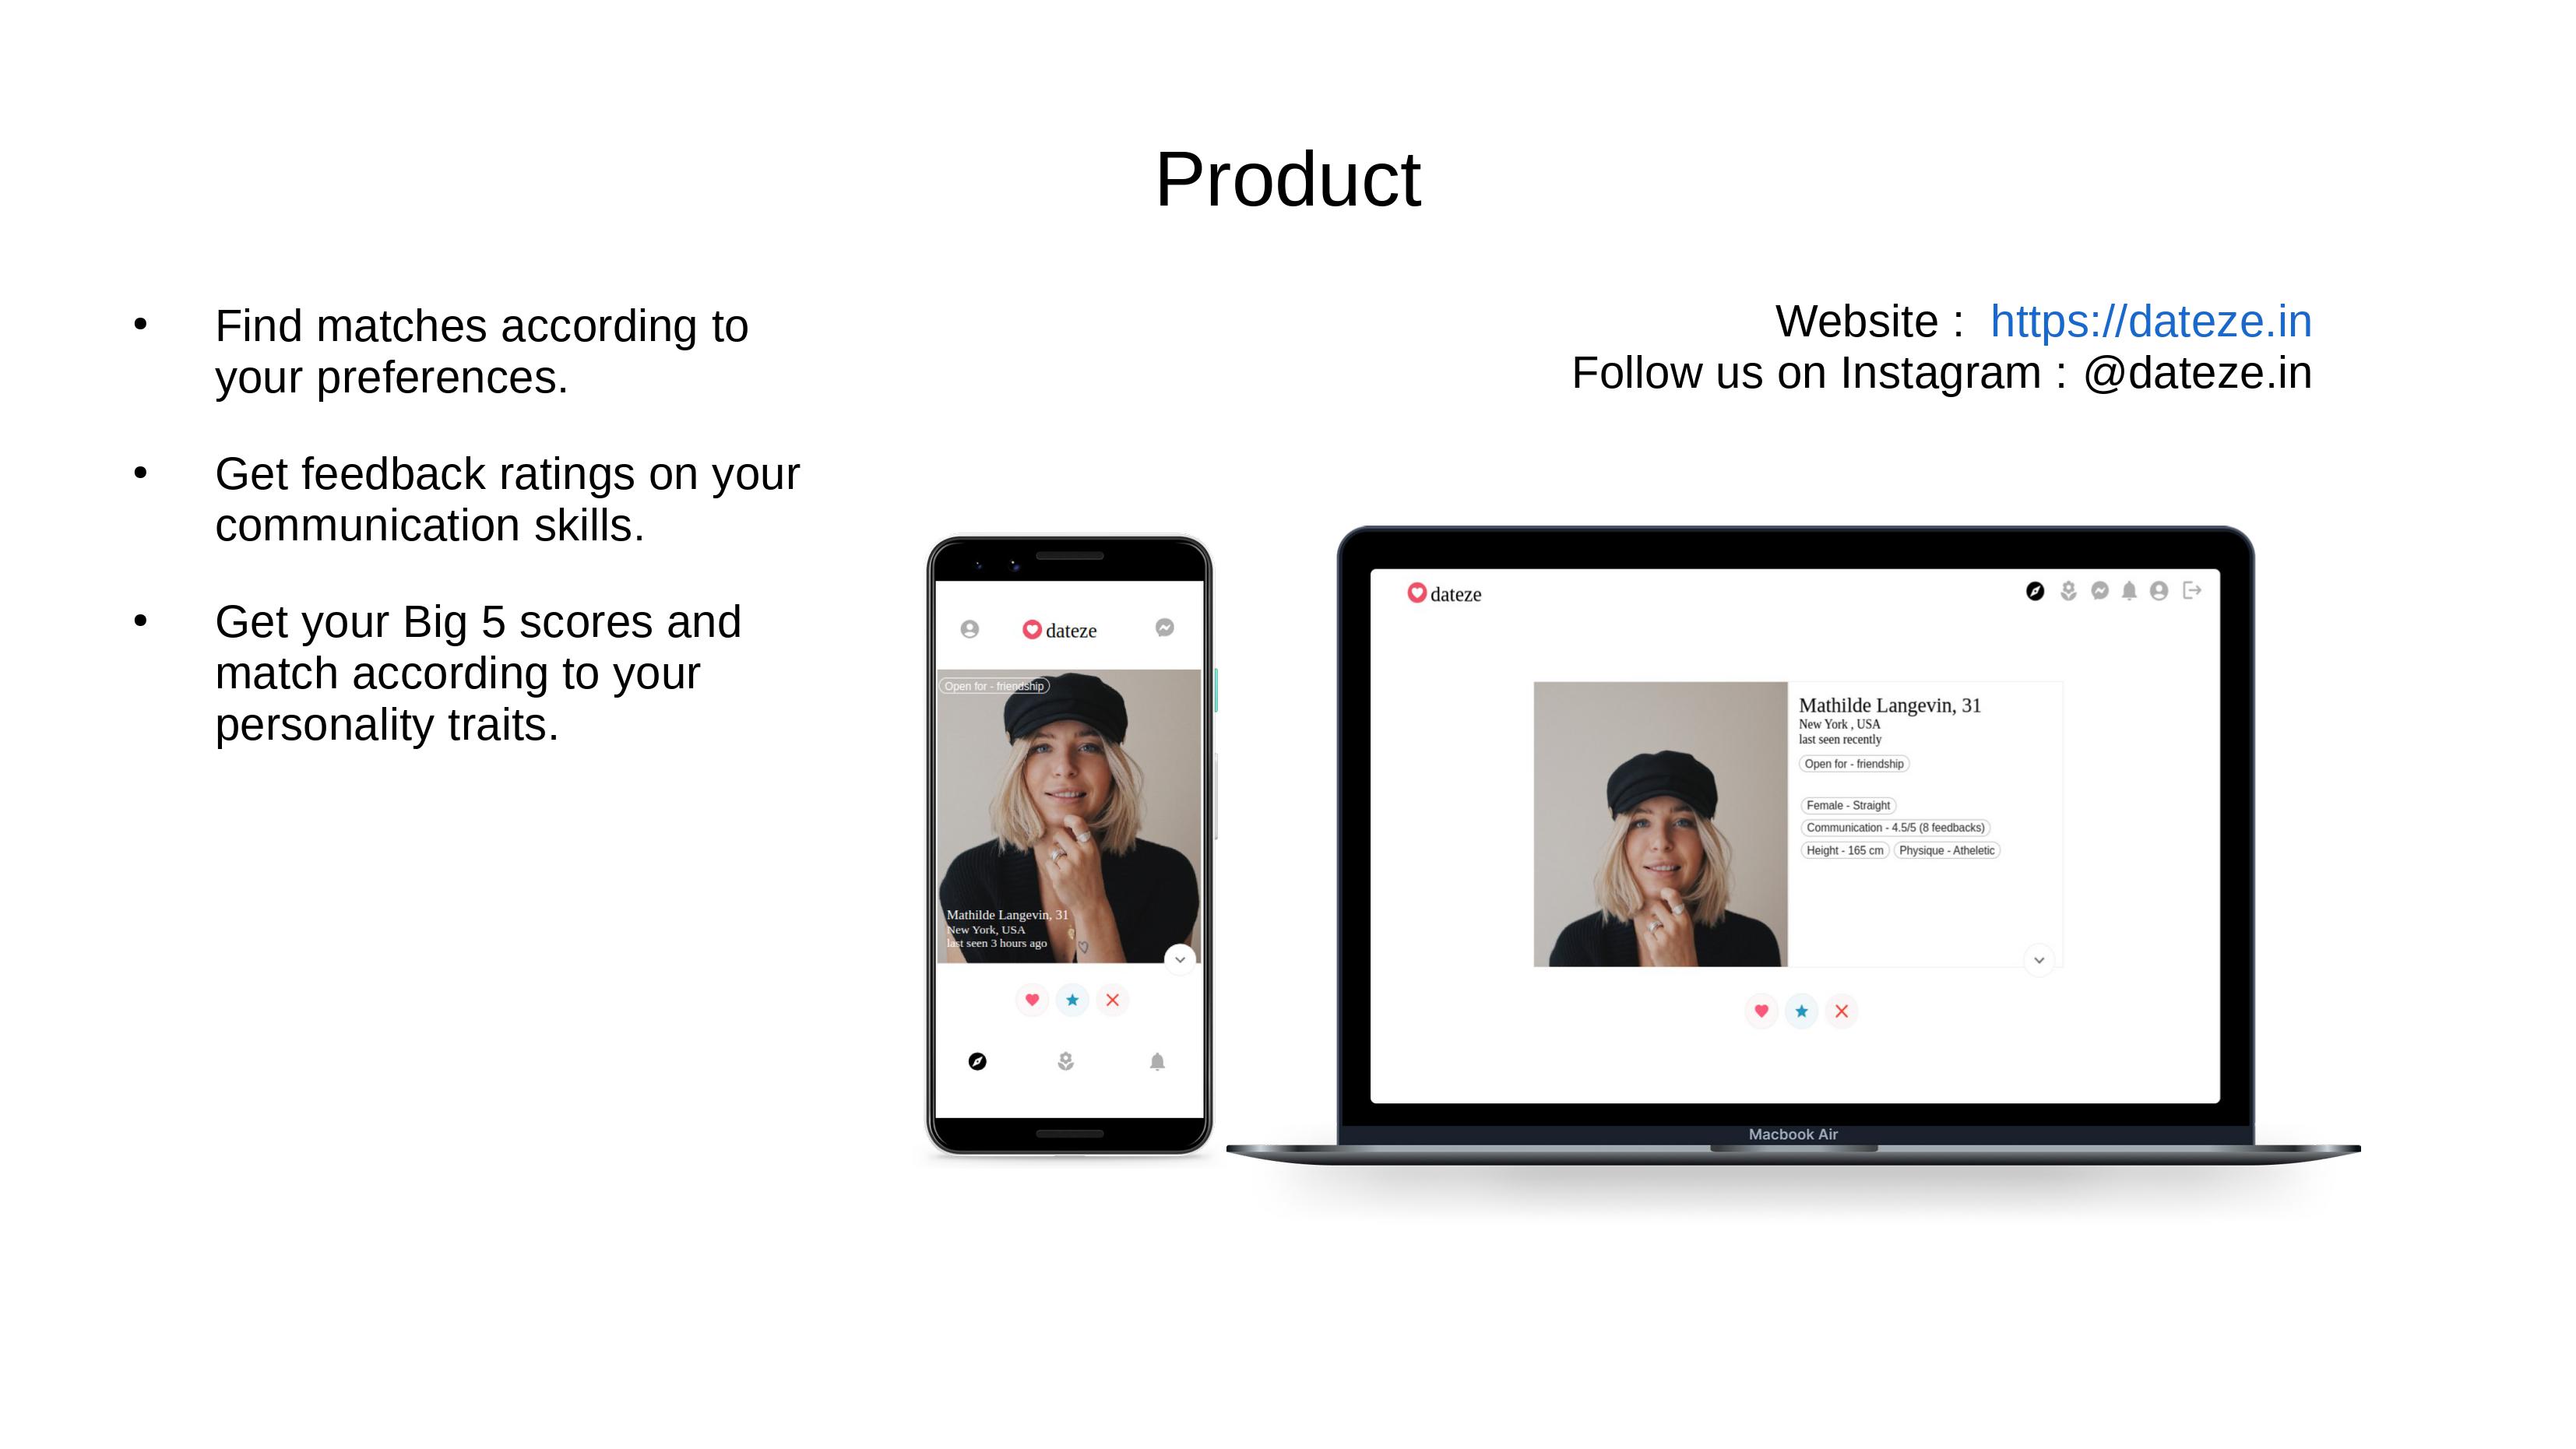 Product
• Find matches according to
your preferences.
• Get feedback ratings on your
communication skills.
• Get your Big 5 scores and
match according to your
personality traits.
Website : https://dateze.in
Follow us on Instagram : @dateze.in
dateze
Open for - friendship
Mathilde Langevin, 31
New York, USA
last seen 3 hours ago
dateze
Mathilde Langevin, 31
New York , USA
last seen recently
Open for - friendship
Female - Straight
Communication - 4.5/5 (8 feedbacks)
Height - 165 cm Physique - Atheletic
Macbook Air